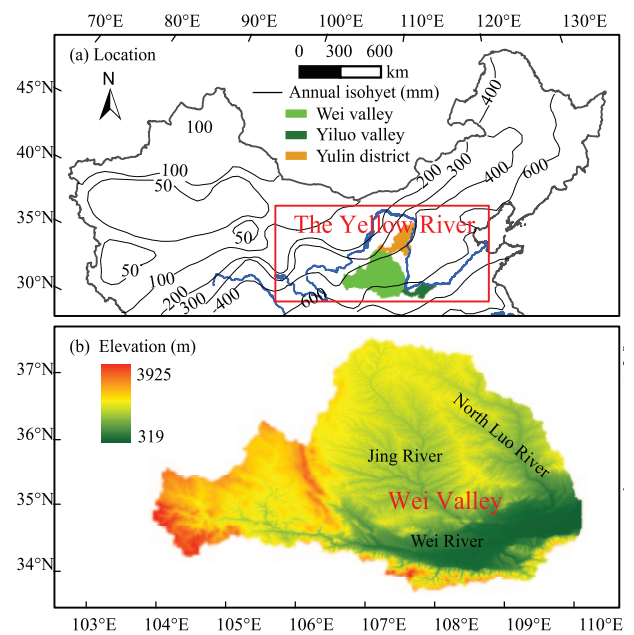 70°E 80°E 90°E 100°E 110°E 120°E 130°E
(a) Location
0 300 600
km
N
Annual isohyet (mm)
Wei valley
Yiluo valley
Yulin district
45°N
40°N
35°N
30°N
400
100
100
50
200
300
400
600
The Yellow River
50
50
100
200
300
400
600
(b) Elevation (m)
3925
319
37°N
36°N
35°N
34°N
North Luo River
Jing River
Wei Valley
Wei River
103°E 104°E 105°E 106°E 107°E 108°E 109°E 110°E